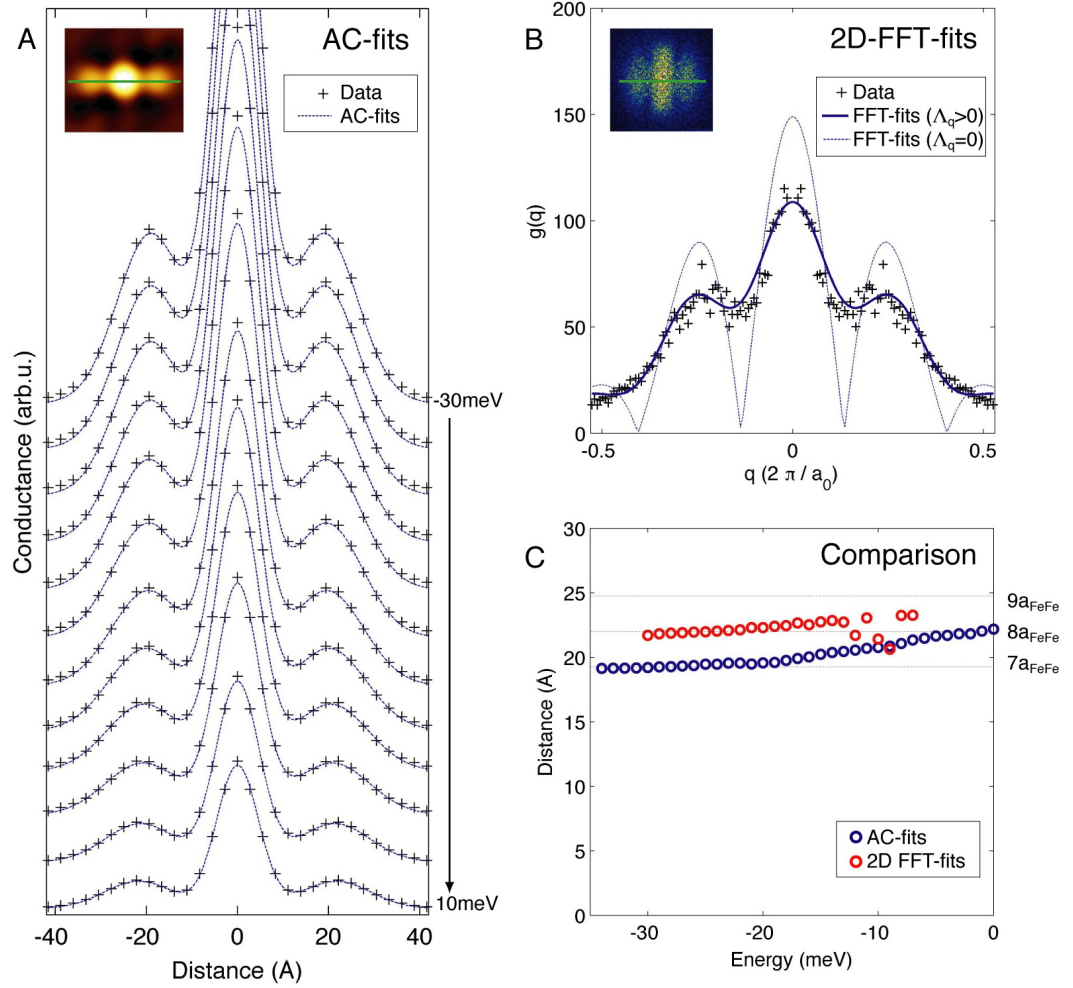 A
AC-fits
+ Data
AC-fits
Conductance (arb.u.)
-30meV
10meV
-40
-20
0
20
40
Distance (Å)
B
2D-FFT-fits
+ Data
FFT-fits (Λq>0)
FFT-fits (Λq=0)
200
150
100
50
0
g(q)
-0.5
0
0.5
q (2 π / a0)
C
Comparison
30
25
20
15
10
5
0
Distance (Å)
9aFeFe
8aFeFe
7aFeFe
AC-fits
2D FFT-fits
-30
-20
-10
0
Energy (meV)